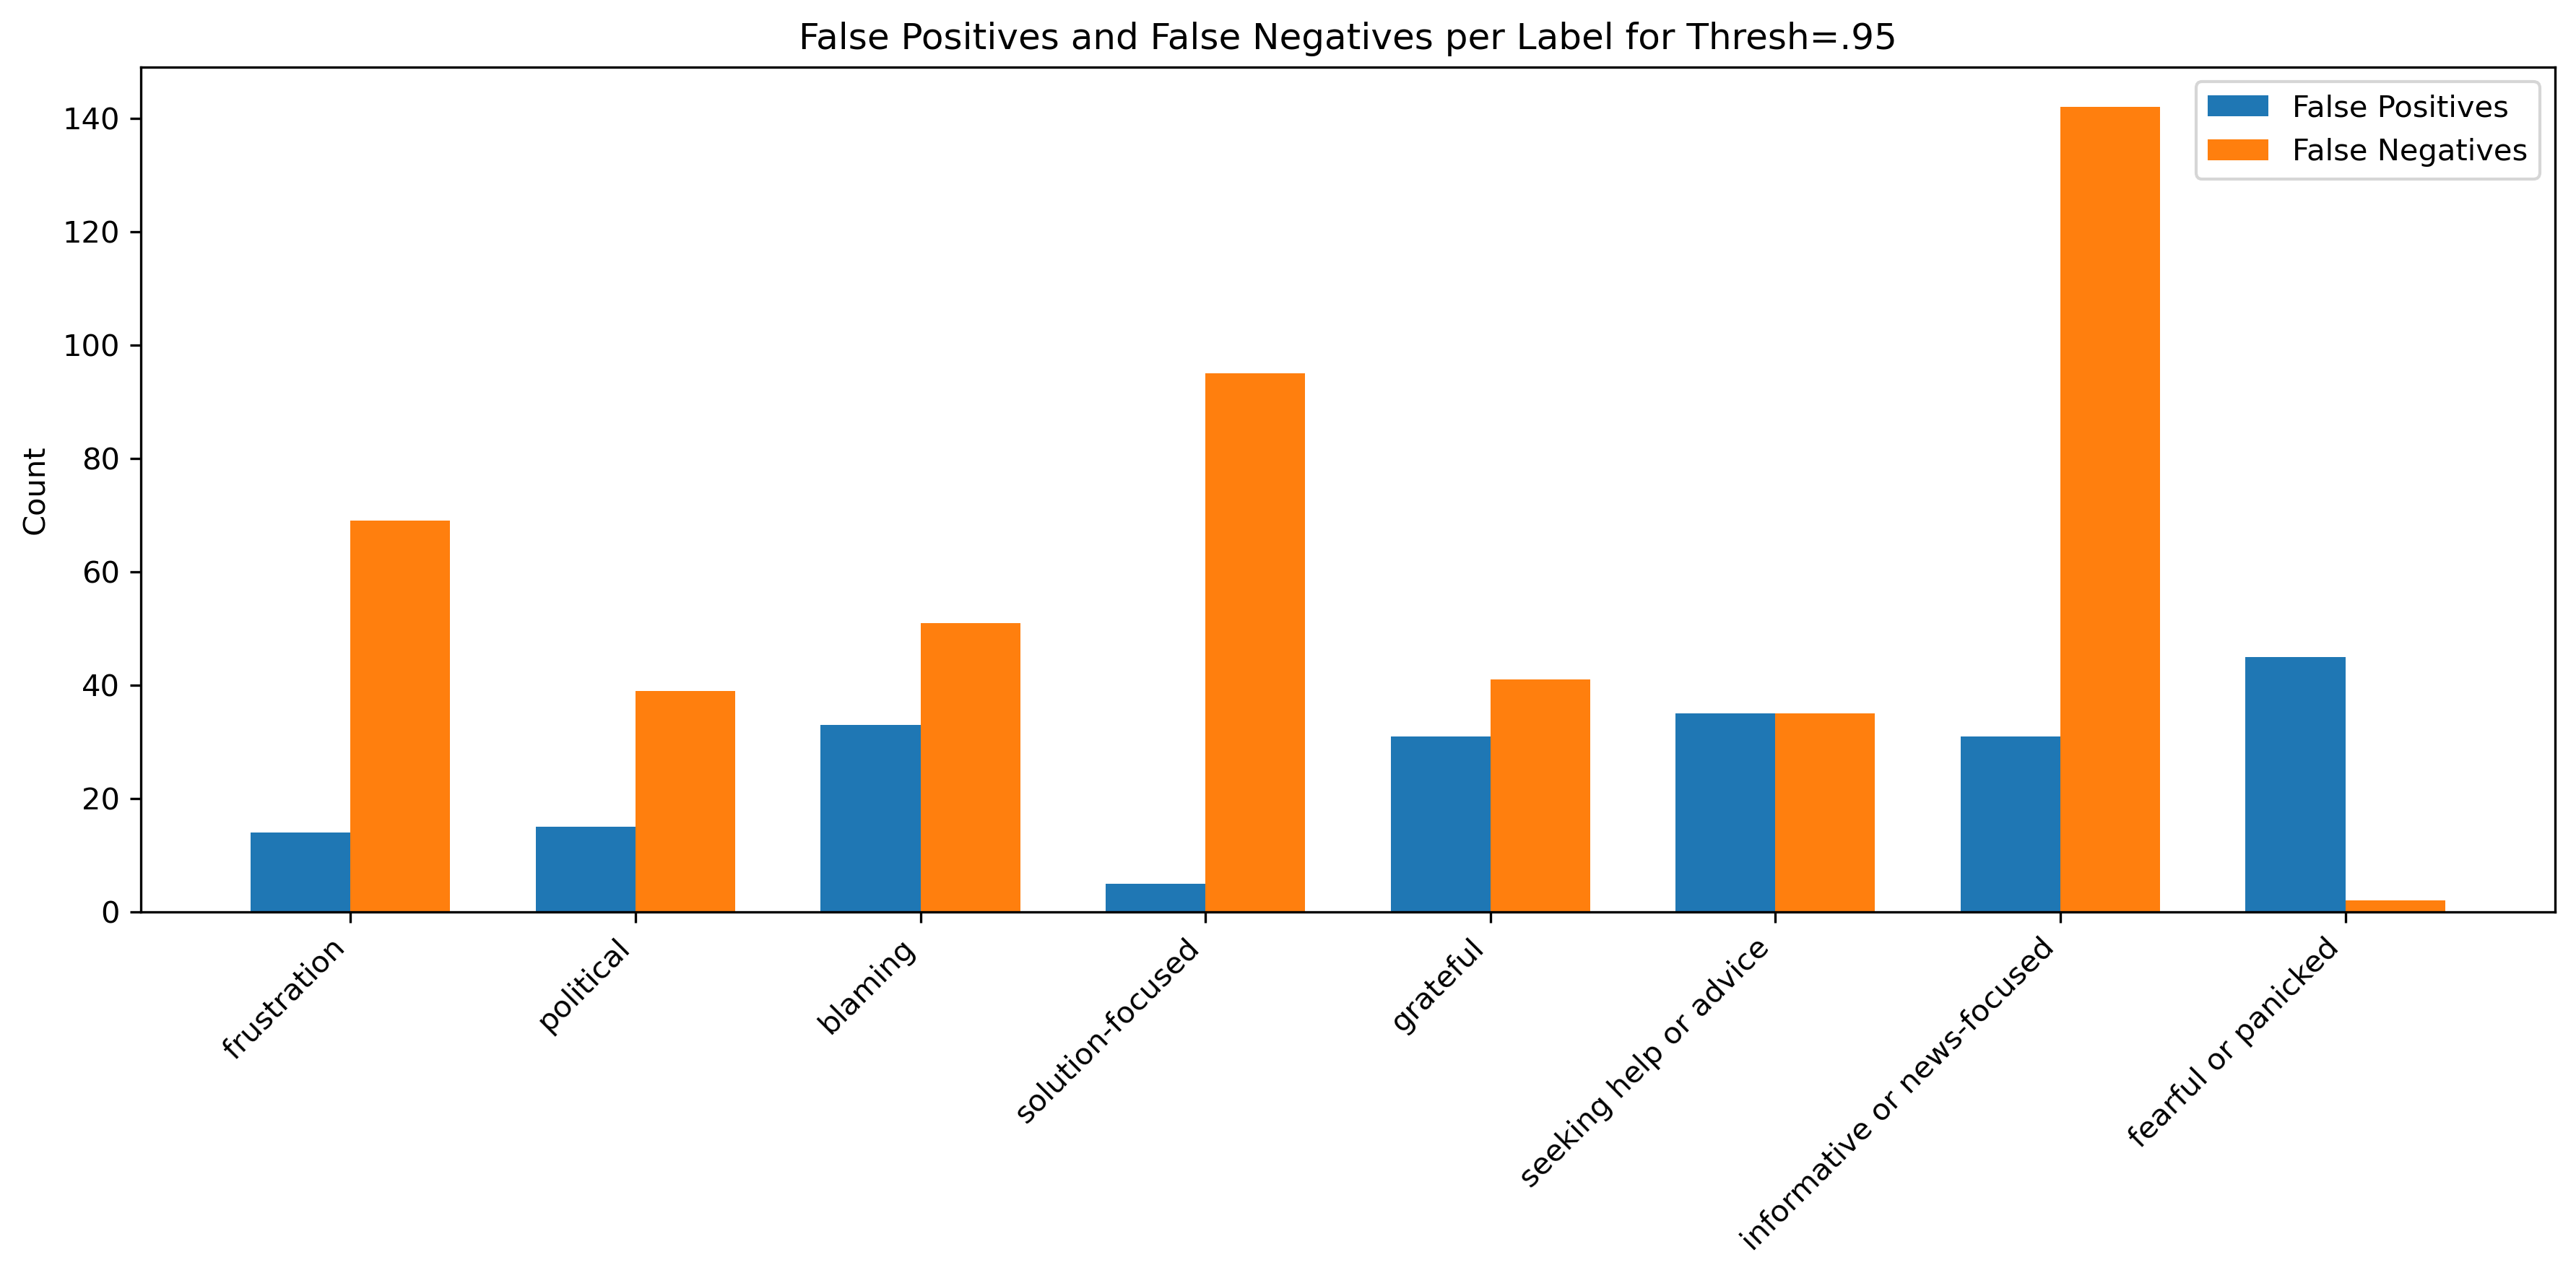 False Positives and False Negatives per Label for Thresh=.95
False Positives
False Negatives
Count
140
120
100
80
60
40
20
0
frustration
political
blaming
solution-focused
grateful
seeking help or advice
informative or news-focused
fearful or panicked